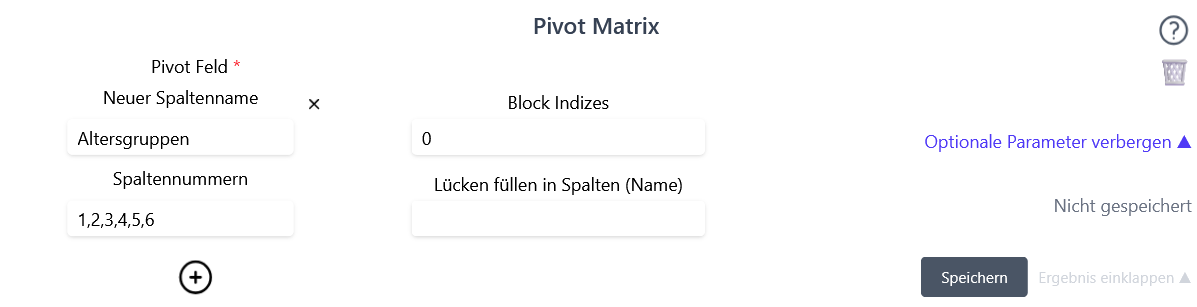 Pivot Matrix
Pivot Feld *
Neuer Spaltenname
Altersgruppen
Spaltennummern
1,2,3,4,5,6
Block Indizes
0
Lücken füllen in Spalten (Name)
Optionale Parameter verbergen ▲
Nicht gespeichert
Speichern
Ergebnis einklappen ▲